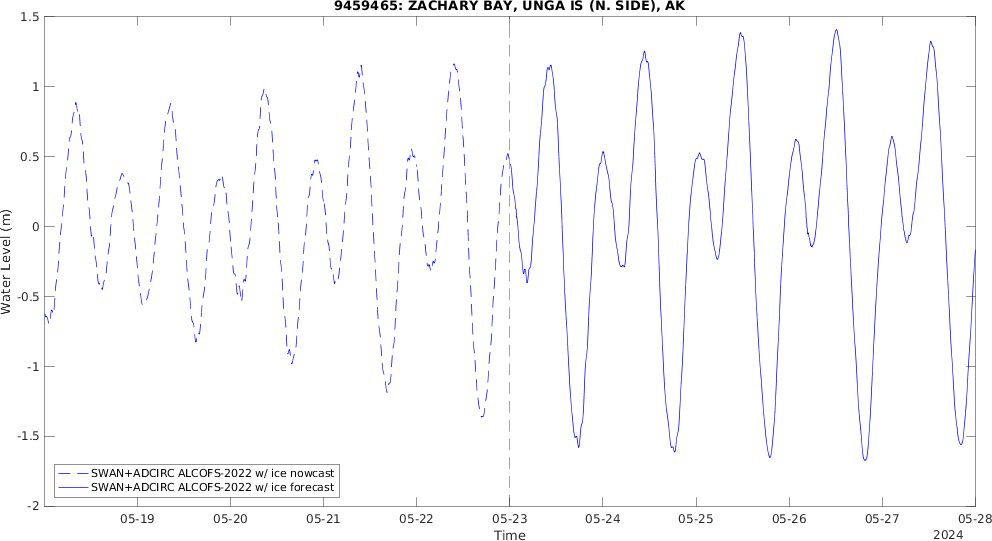 9459465: ZACHARY BAY, UNGA IS (N. SIDE), AK
1.5
1
0.5
0
-0.5
-1
-1.5
-2
Water Level (m)
SWAN+ADCIRC ALCOFS-2022 w/ ice nowcast
SWAN+ADCIRC ALCOFS-2022 w/ ice forecast
05-19 05-20 05-21 05-22 05-23 05-24 05-25 05-26 05-27 05-28
Time
2024